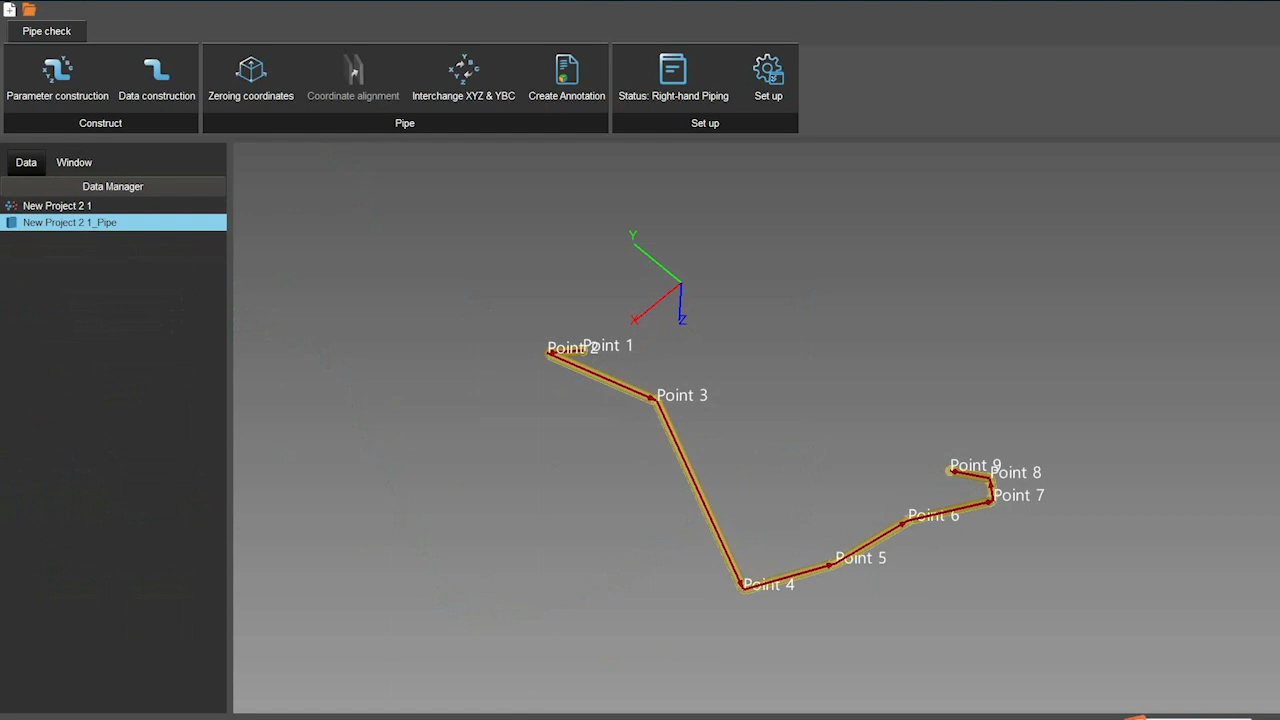 Pipe check
Parameter construction
Data construction
Zeroing coordinates
Coordinate alignment
Interchange XYZ & YBC
Create Annotation
Status: Right-hand Piping
Set up
Construct
Pipe
Set up
Data
Window
Data Manager
New Project 2 1
New Project 2 1_Pipe
Y
X
Z
Point 1
Point 2
Point 3
Point 9
Point 8
Point 7
Point 6
Point 5
Point 4